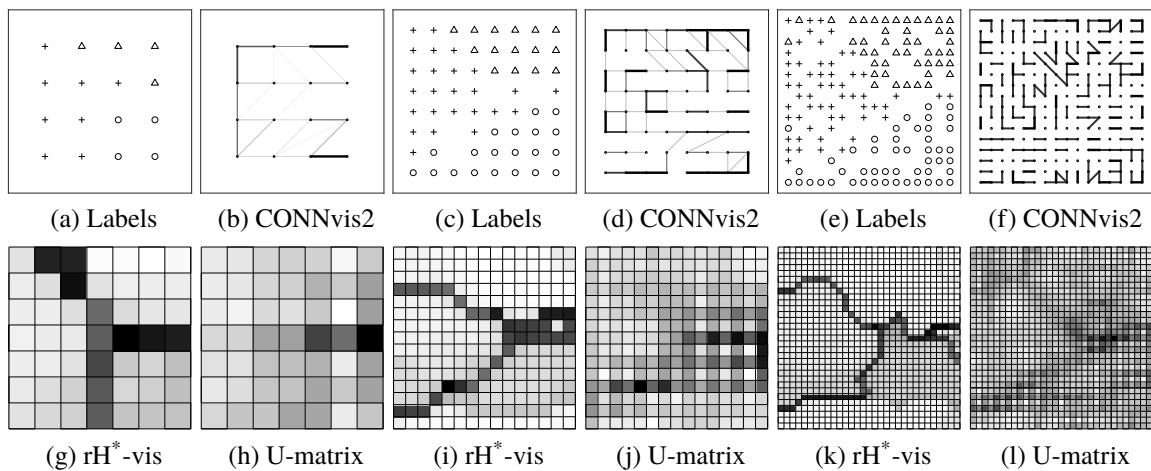 (a) Labels (b) CONNvis2 (c) Labels (d) CONNvis2 (e) Labels (f) CONNvis2
(g) rH*-vis (h) U-matrix (i) rH*-vis (j) U-matrix (k) rH*-vis (l) U-matrix